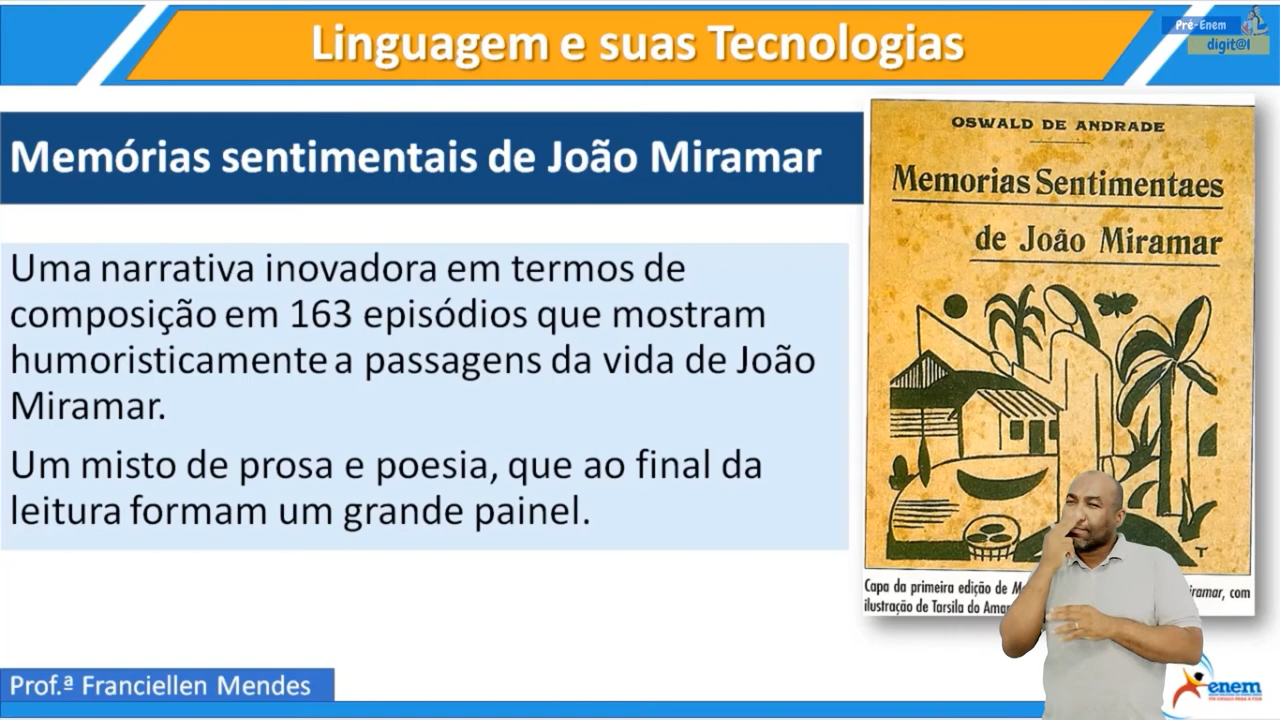 Linguagem e suas Tecnologias
Pré-Enem
digit@l
Memórias sentimentais de João Miramar
Uma narrativa inovadora em termos de
composição em 163 episódios que mostram
humoristicamente a passagens da vida de João
Miramar.
Um misto de prosa e poesia, que ao final da
leitura formam um grande painel.
OSWALD DE ANDRADE
Memorias Sentimentaes
de João Miramar
T
Capa da primeira edição de
com
ilustração de Tarsila do
Prof.ª Franciellen Mendes
enem